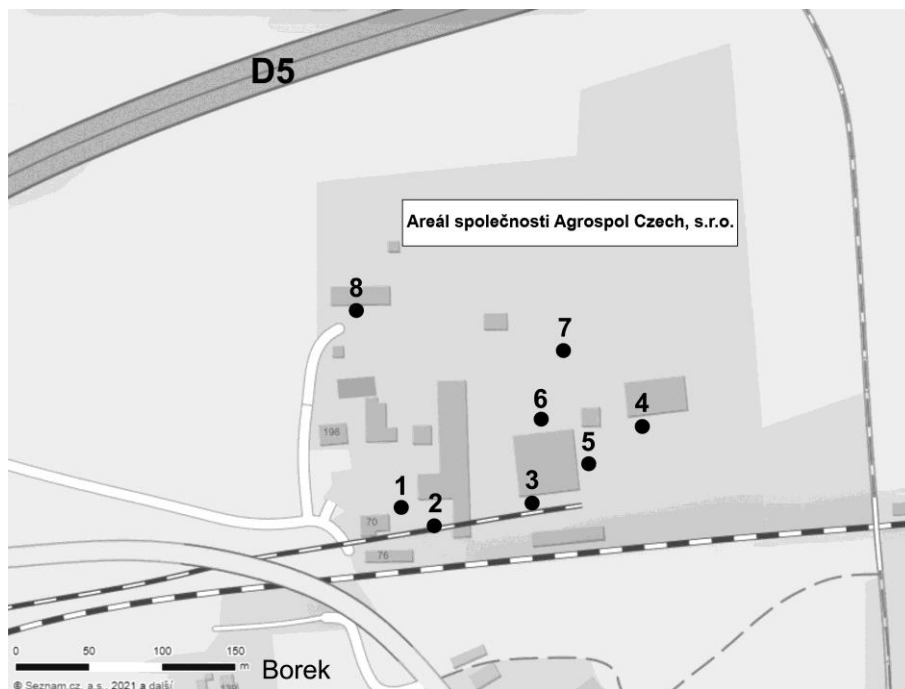 D5
Areál společnosti Agrospol Czech, s.r.o.
8
7
6
4
196
5
1
3
2
70
76
0 50 100 150
m
Borek
© Seznam.cz, a.s., 2021 a další
139